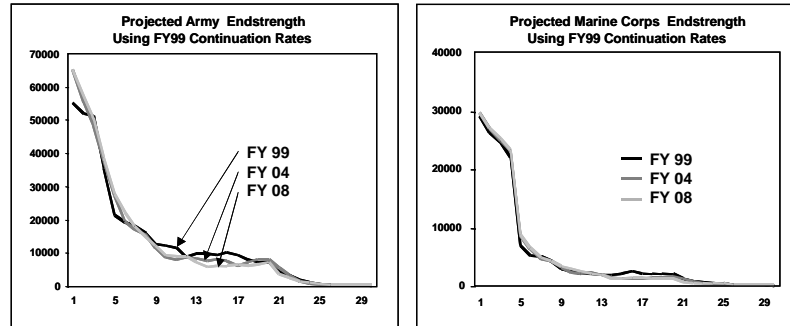 Projected Army Endstrength
Using FY99 Continuation Rates
70000
60000
50000
40000
30000
20000
10000
0
FY 99
FY 04
FY 08
1 5 9 13 17 21 25 29
Projected Marine Corps Endstrength
Using FY99 Continuation Rates
40000
30000
20000
10000
0
FY 99
FY 04
FY 08
1 5 9 13 17 21 25 29